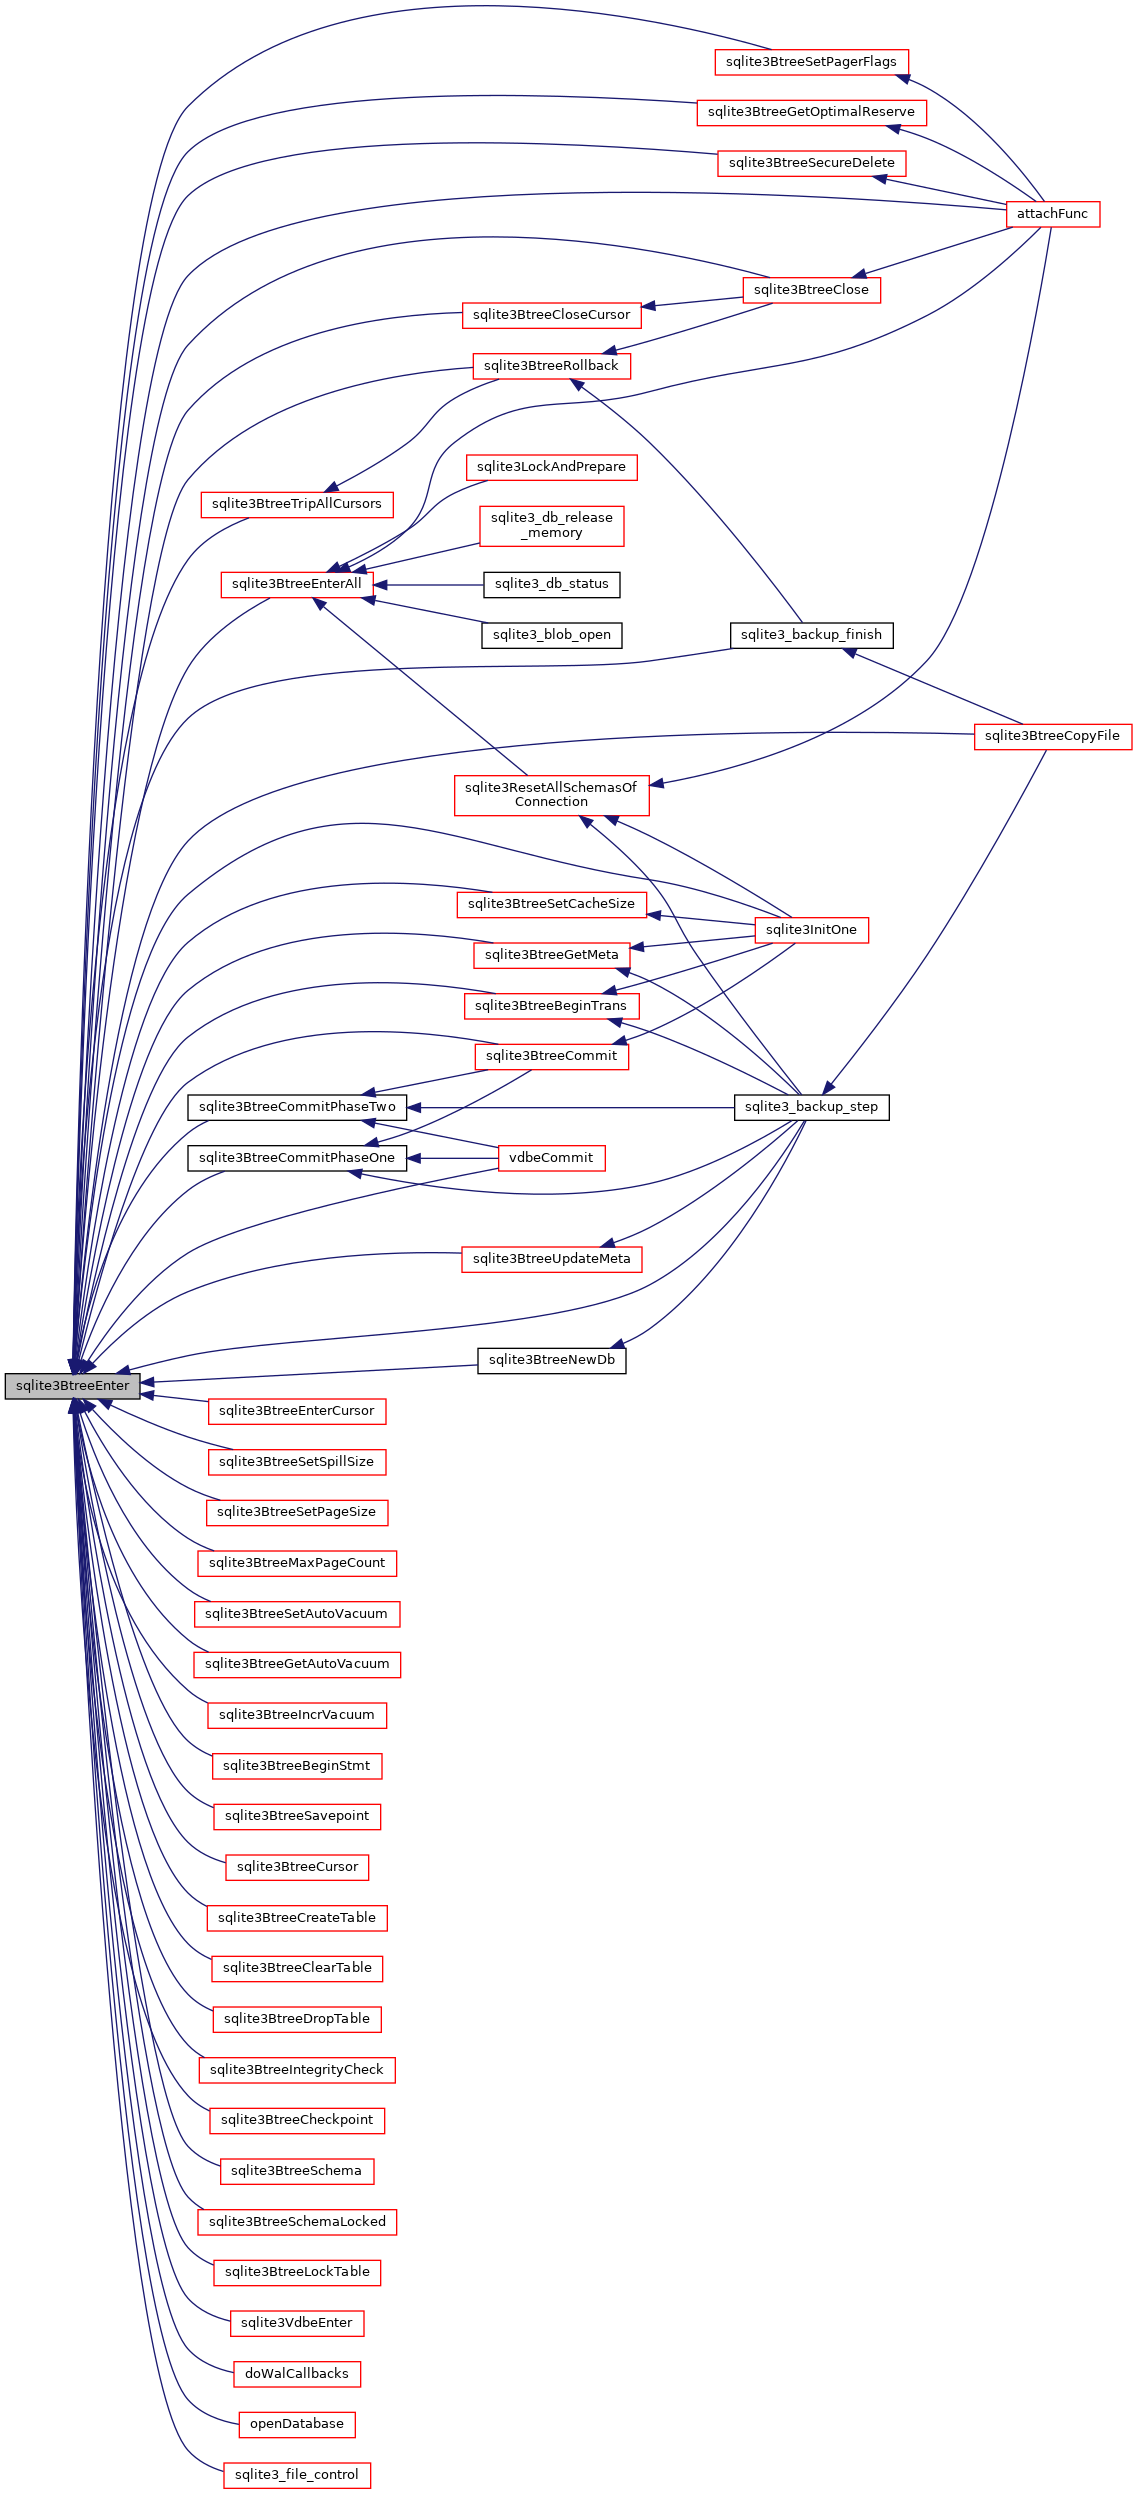 sqlite3BtreeSetPagerFlags
sqlite3BtreeGetOptimalReserve
sqlite3BtreeSecureDelete
attachFunc
sqlite3BtreeClose
sqlite3BtreeCloseCursor
sqlite3BtreeRollback
sqlite3LockAndPrepare
sqlite3BtreeTripAllCursors
sqlite3_db_release
_memory
sqlite3BtreeEnterAll
sqlite3_db_status
sqlite3_blob_open
sqlite3_backup_finish
sqlite3BtreeCopyFile
sqlite3ResetAllSchemasOf
Connection
sqlite3BtreeSetCacheSize
sqlite3InitOne
sqlite3BtreeGetMeta
sqlite3BtreeBeginTrans
sqlite3BtreeCommit
sqlite3BtreeCommitPhaseTwo
sqlite3_backup_step
sqlite3BtreeCommitPhaseOne
vdbeCommit
sqlite3BtreeUpdateMeta
sqlite3BtreeNewDb
sqlite3BtreeEnter
sqlite3BtreeEnterCursor
sqlite3BtreeSetSpillSize
sqlite3BtreeSetPageSize
sqlite3BtreeMaxPageCount
sqlite3BtreeSetAutoVacuum
sqlite3BtreeGetAutoVacuum
sqlite3BtreeIncrVacuum
sqlite3BtreeBeginStmt
sqlite3BtreeSavepoint
sqlite3BtreeCursor
sqlite3BtreeCreateTable
sqlite3BtreeClearTable
sqlite3BtreeDropTable
sqlite3BtreeIntegrityCheck
sqlite3BtreeCheckpoint
sqlite3BtreeSchema
sqlite3BtreeSchemaLocked
sqlite3BtreeLockTable
sqlite3VdbeEnter
doWalCallbacks
openDatabase
sqlite3_file_control